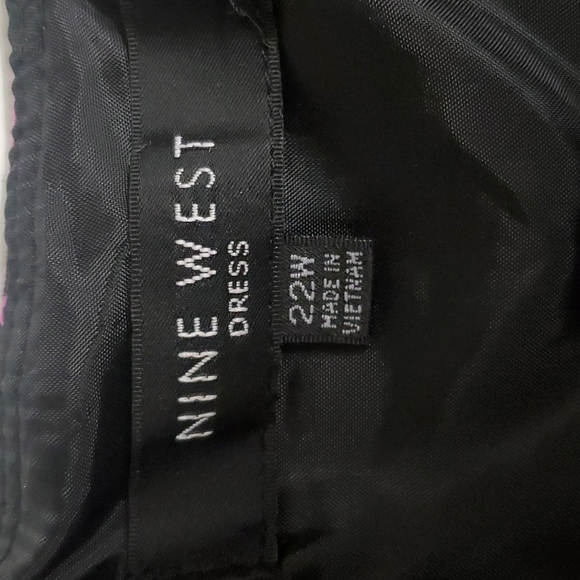 NINE WEST
DRESS
22W
MADE IN
VIETNAM